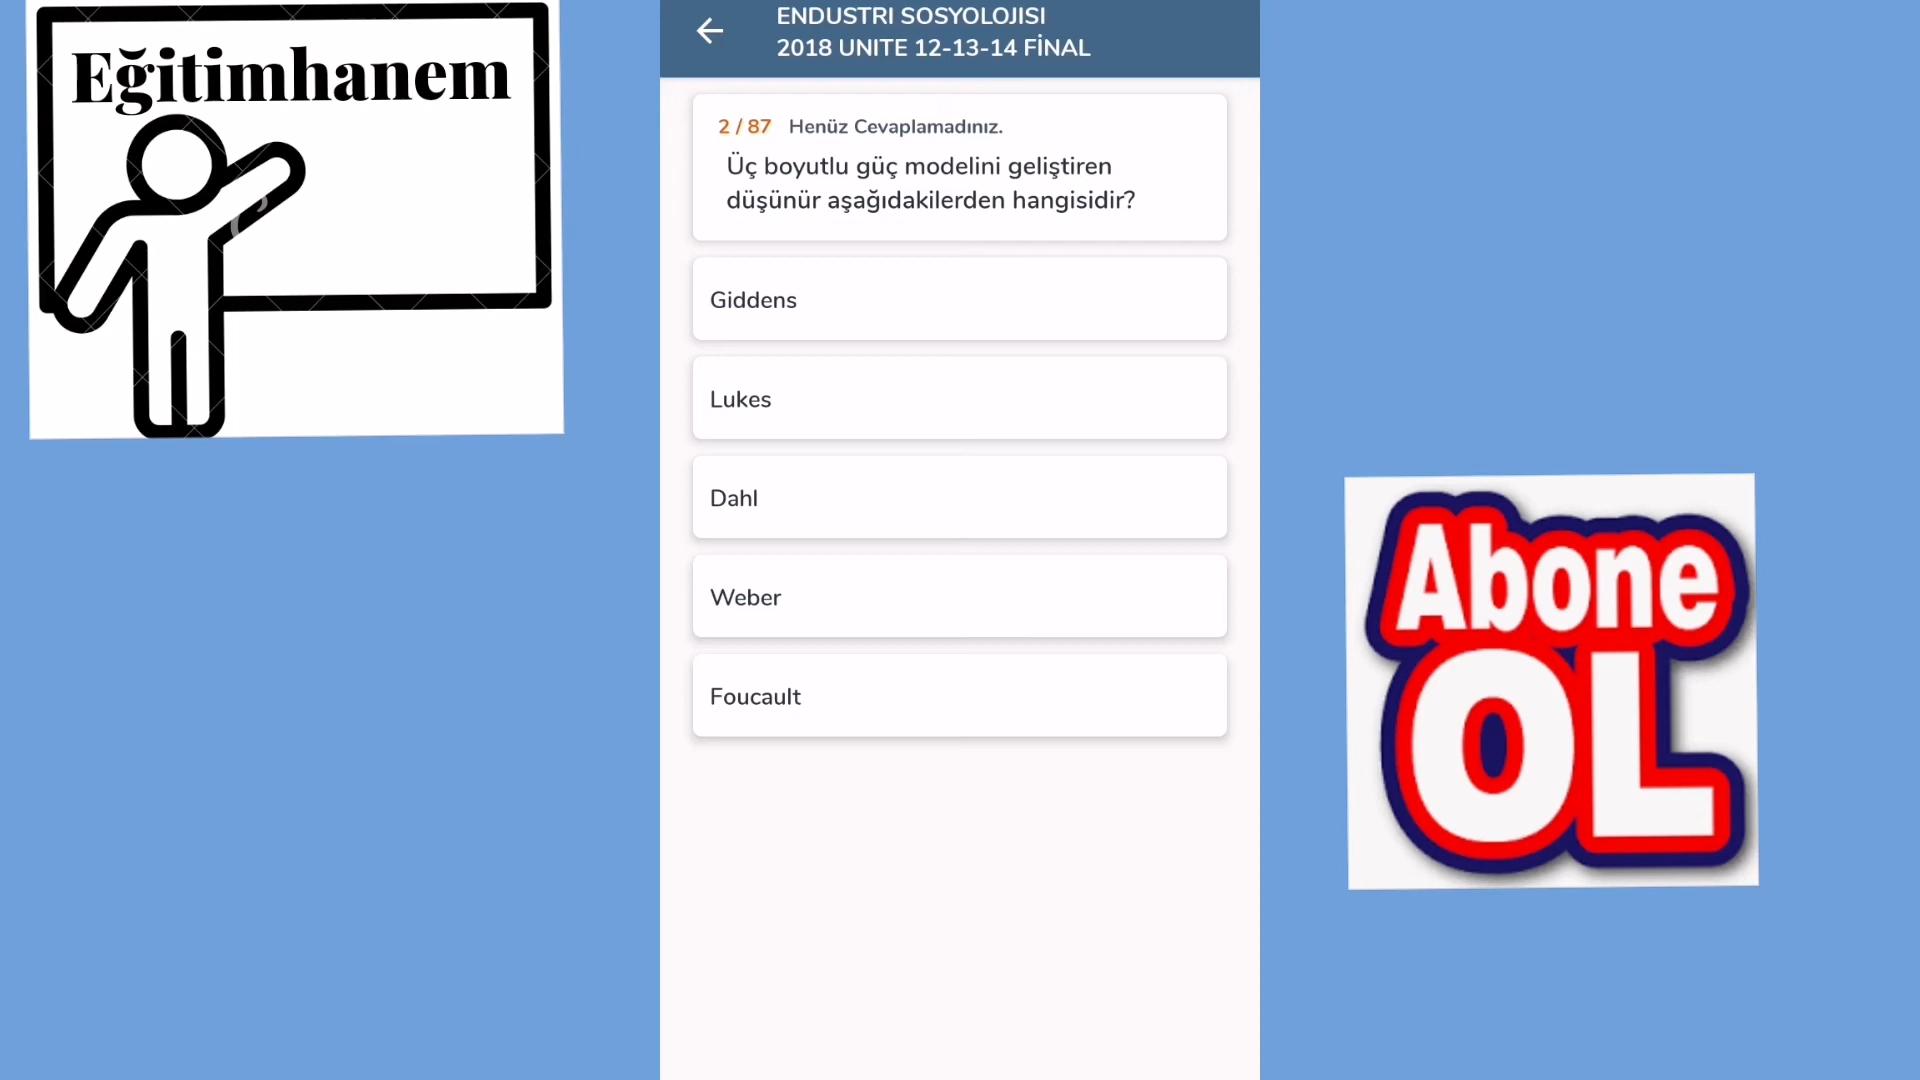 Eğitimhanem
ENDUSTRI SOSYOLOJISI
2018 UNITE 12-13-14 FİNAL
2 / 87 Henüz Cevaplamadınız.
Üç boyutlu güç modelini geliştiren
düşünür aşağıdakilerden hangisidir?
Giddens
Lukes
Dahl
Weber
Foucault
Abone
OL